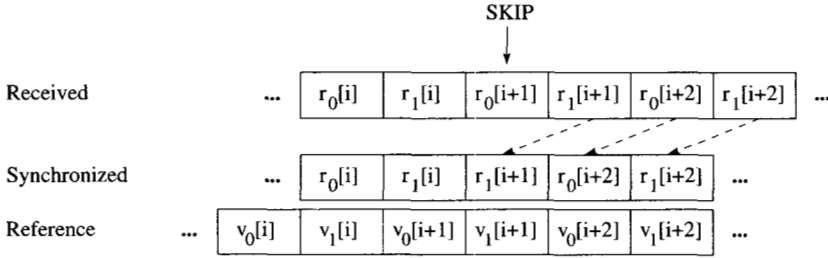 SKIP
Received ... r₀[i] r₁[i] r₀[i+1] r₁[i+1] r₀[i+2] r₁[i+2] ...
Synchronized ... r₀[i] r₁[i] r₁[i+1] r₀[i+2] r₁[i+2] ...
Reference ... v₀[i] v₁[i] v₀[i+1] v₁[i+1] v₀[i+2] v₁[i+2] ...